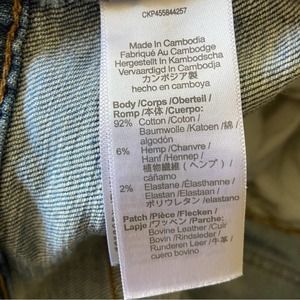 CKP455844257
Made In Cambodia
Fabriqué Au Cambodge
Hergestellt In Kambodscha
Vervaardigd In Cambodja
カンボジア製
hecho en camboya
Body/Corps/Oberteil/
Romp/本体/Cuerpo:
92% Cotton/Coton/
Baumwolle/Katoen/綿/
algodón
6% Hemp/Chanvre/
Hanf/Hennep/
植物繊維(ヘンプ)/
cáñamo
2% Elastane/Élasthanne/
Elastan/Elastaan/
ポリウレタン/elastano
Patch/Pièce/Flecken/
Lapje/ワッペン/Parche:
Bovine Leather/Cuir
Bovin/Rindsleder/
Runderen Leer/牛革/
cuero bovino